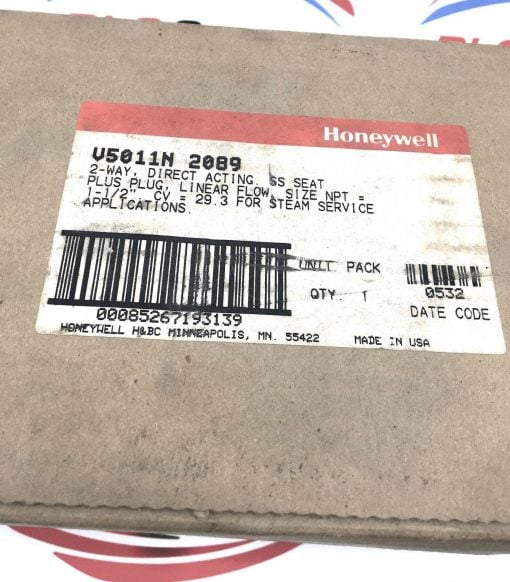 Honeywell
V5011N 2089
2-WAY, DIRECT ACTING, SS SEAT
PLUS PLUG, LINEAR FLOW, SIZE NPT =
1-1/2" CV = 29.3 FOR STEAM SERVICE
APPLICATIONS.
UNIT PACK
QTY. 1
00085267193139
0532
DATE CODE
HONEYWELL H&BC MINNEAPOLIS, MN. 55422
MADE IN USA